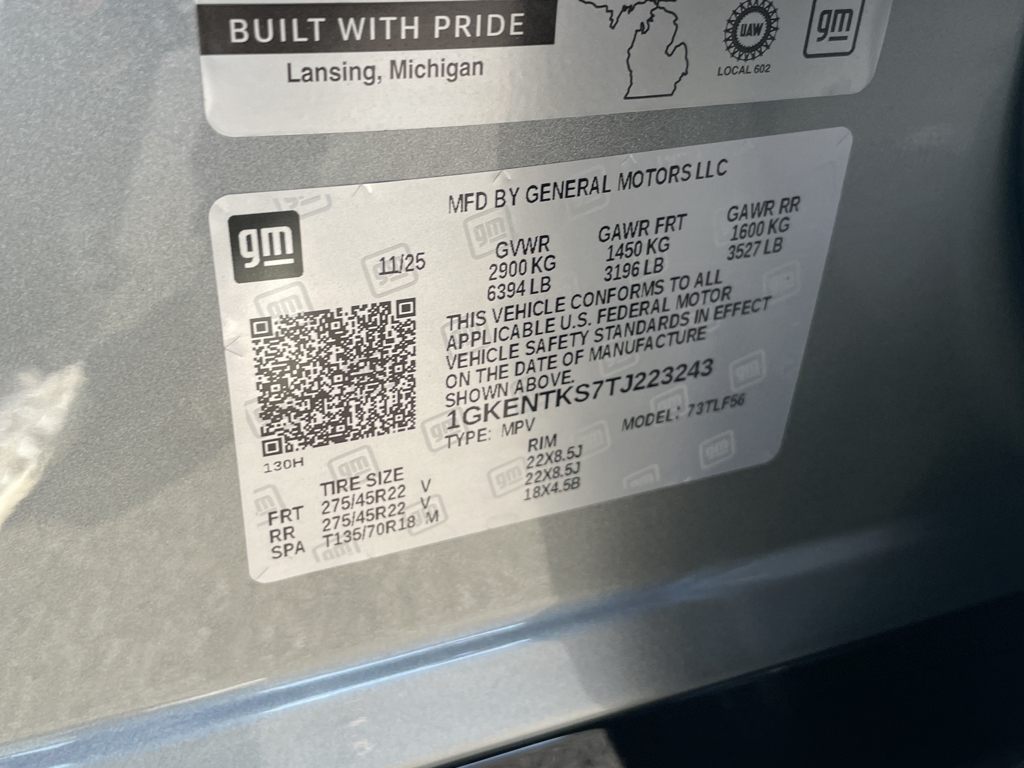 BUILT WITH PRIDE
Lansing, Michigan
UAW
LOCAL 602
gm
MFD BY GENERAL MOTORS LLC
gm
11/25
GVWR GAWR FRT GAWR RR
2900 KG 1450 KG 1600 KG
6394 LB 3196 LB 3527 LB
THIS VEHICLE CONFORMS TO ALL
APPLICABLE U.S. FEDERAL MOTOR
VEHICLE SAFETY STANDARDS IN EFFECT
ON THE DATE OF MANUFACTURE
SHOWN ABOVE.
1GKENTKS7TJ223243
TYPE: MPV MODEL: 73TLF56
130H
TIRE SIZE RIM
FRT 275/45R22 V 22X8.5J
RR 275/45R22 V 22X8.5J
SPA T135/70R18 M 18X4.5B